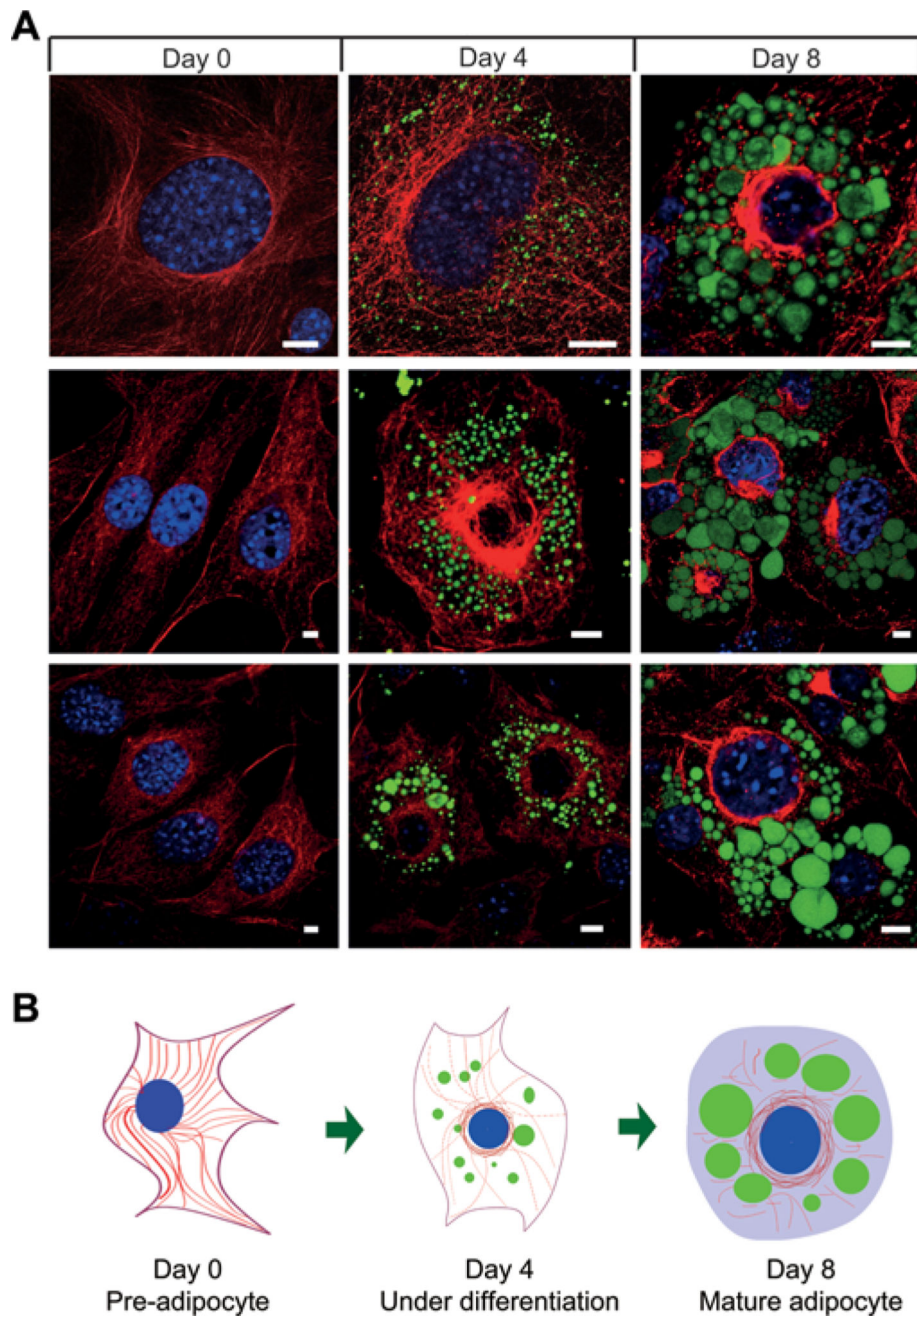 A
Day 0 Day 4 Day 8
B
Day 0 Day 4 Day 8
Pre-adipocyte Under differentiation Mature adipocyte